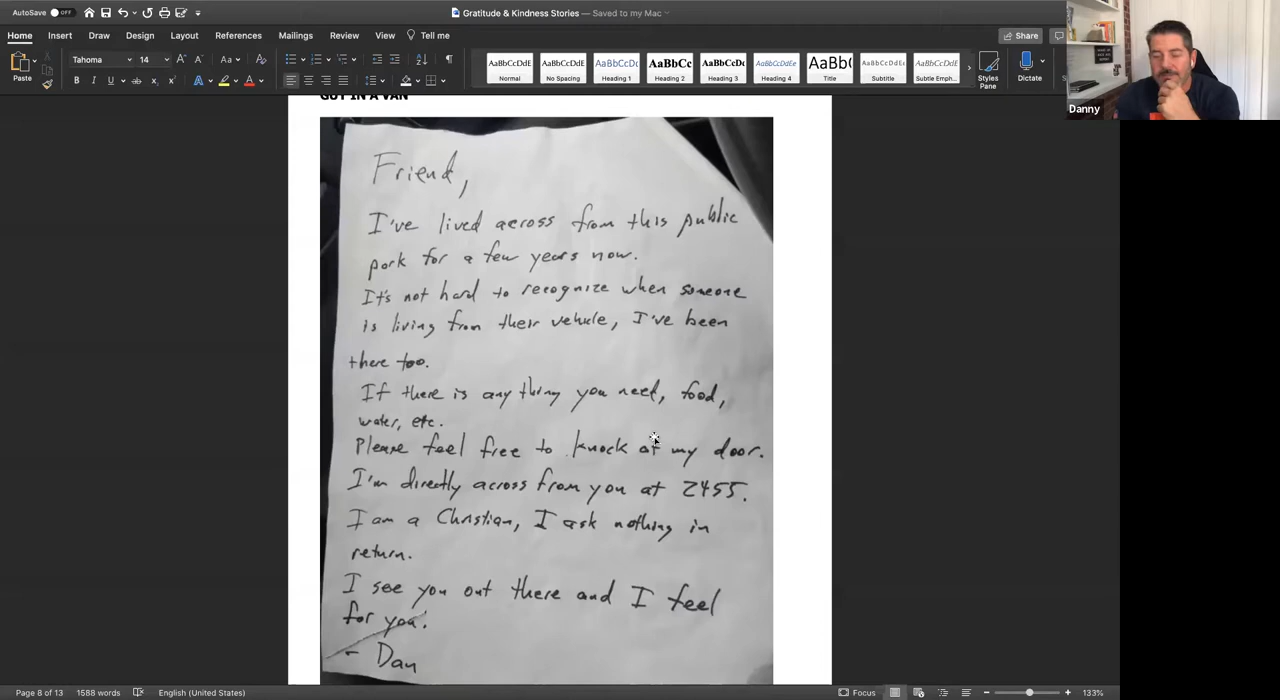 AutoSave OFF
Gratitude & Kindness Stories — Saved to my Mac
Home Insert Draw Design Layout References Mailings Review View Tell me
Share
Paste
Tahoma 14
AaBbCcDdE AaBbCcDdE AaBbCcDc AaBbCc AaBbCcDc AaBbCcDdEe AaBb( AaBbCcDdEe AaBbCcDdE
Normal No Spacing Heading 1 Heading 2 Heading 3 Heading 4 Title Subtitle Subtle Emph...
Styles
Pane
Dictate
Danny
GUY IN A VAN
Friend,
I've lived across from this public
park for a few years now.
It's not hard to recognize when someone
is living from their vehicle, I've been
there too.
If there is any thing you need, food,
water, etc.
Please feel free to knock at my door.
I'm directly across from you at 2455.
I am a Christian, I ask nothing in
return.
I see you out there and I feel
for you.
- Dan
Page 8 of 13 1588 words English (United States) Focus 133%